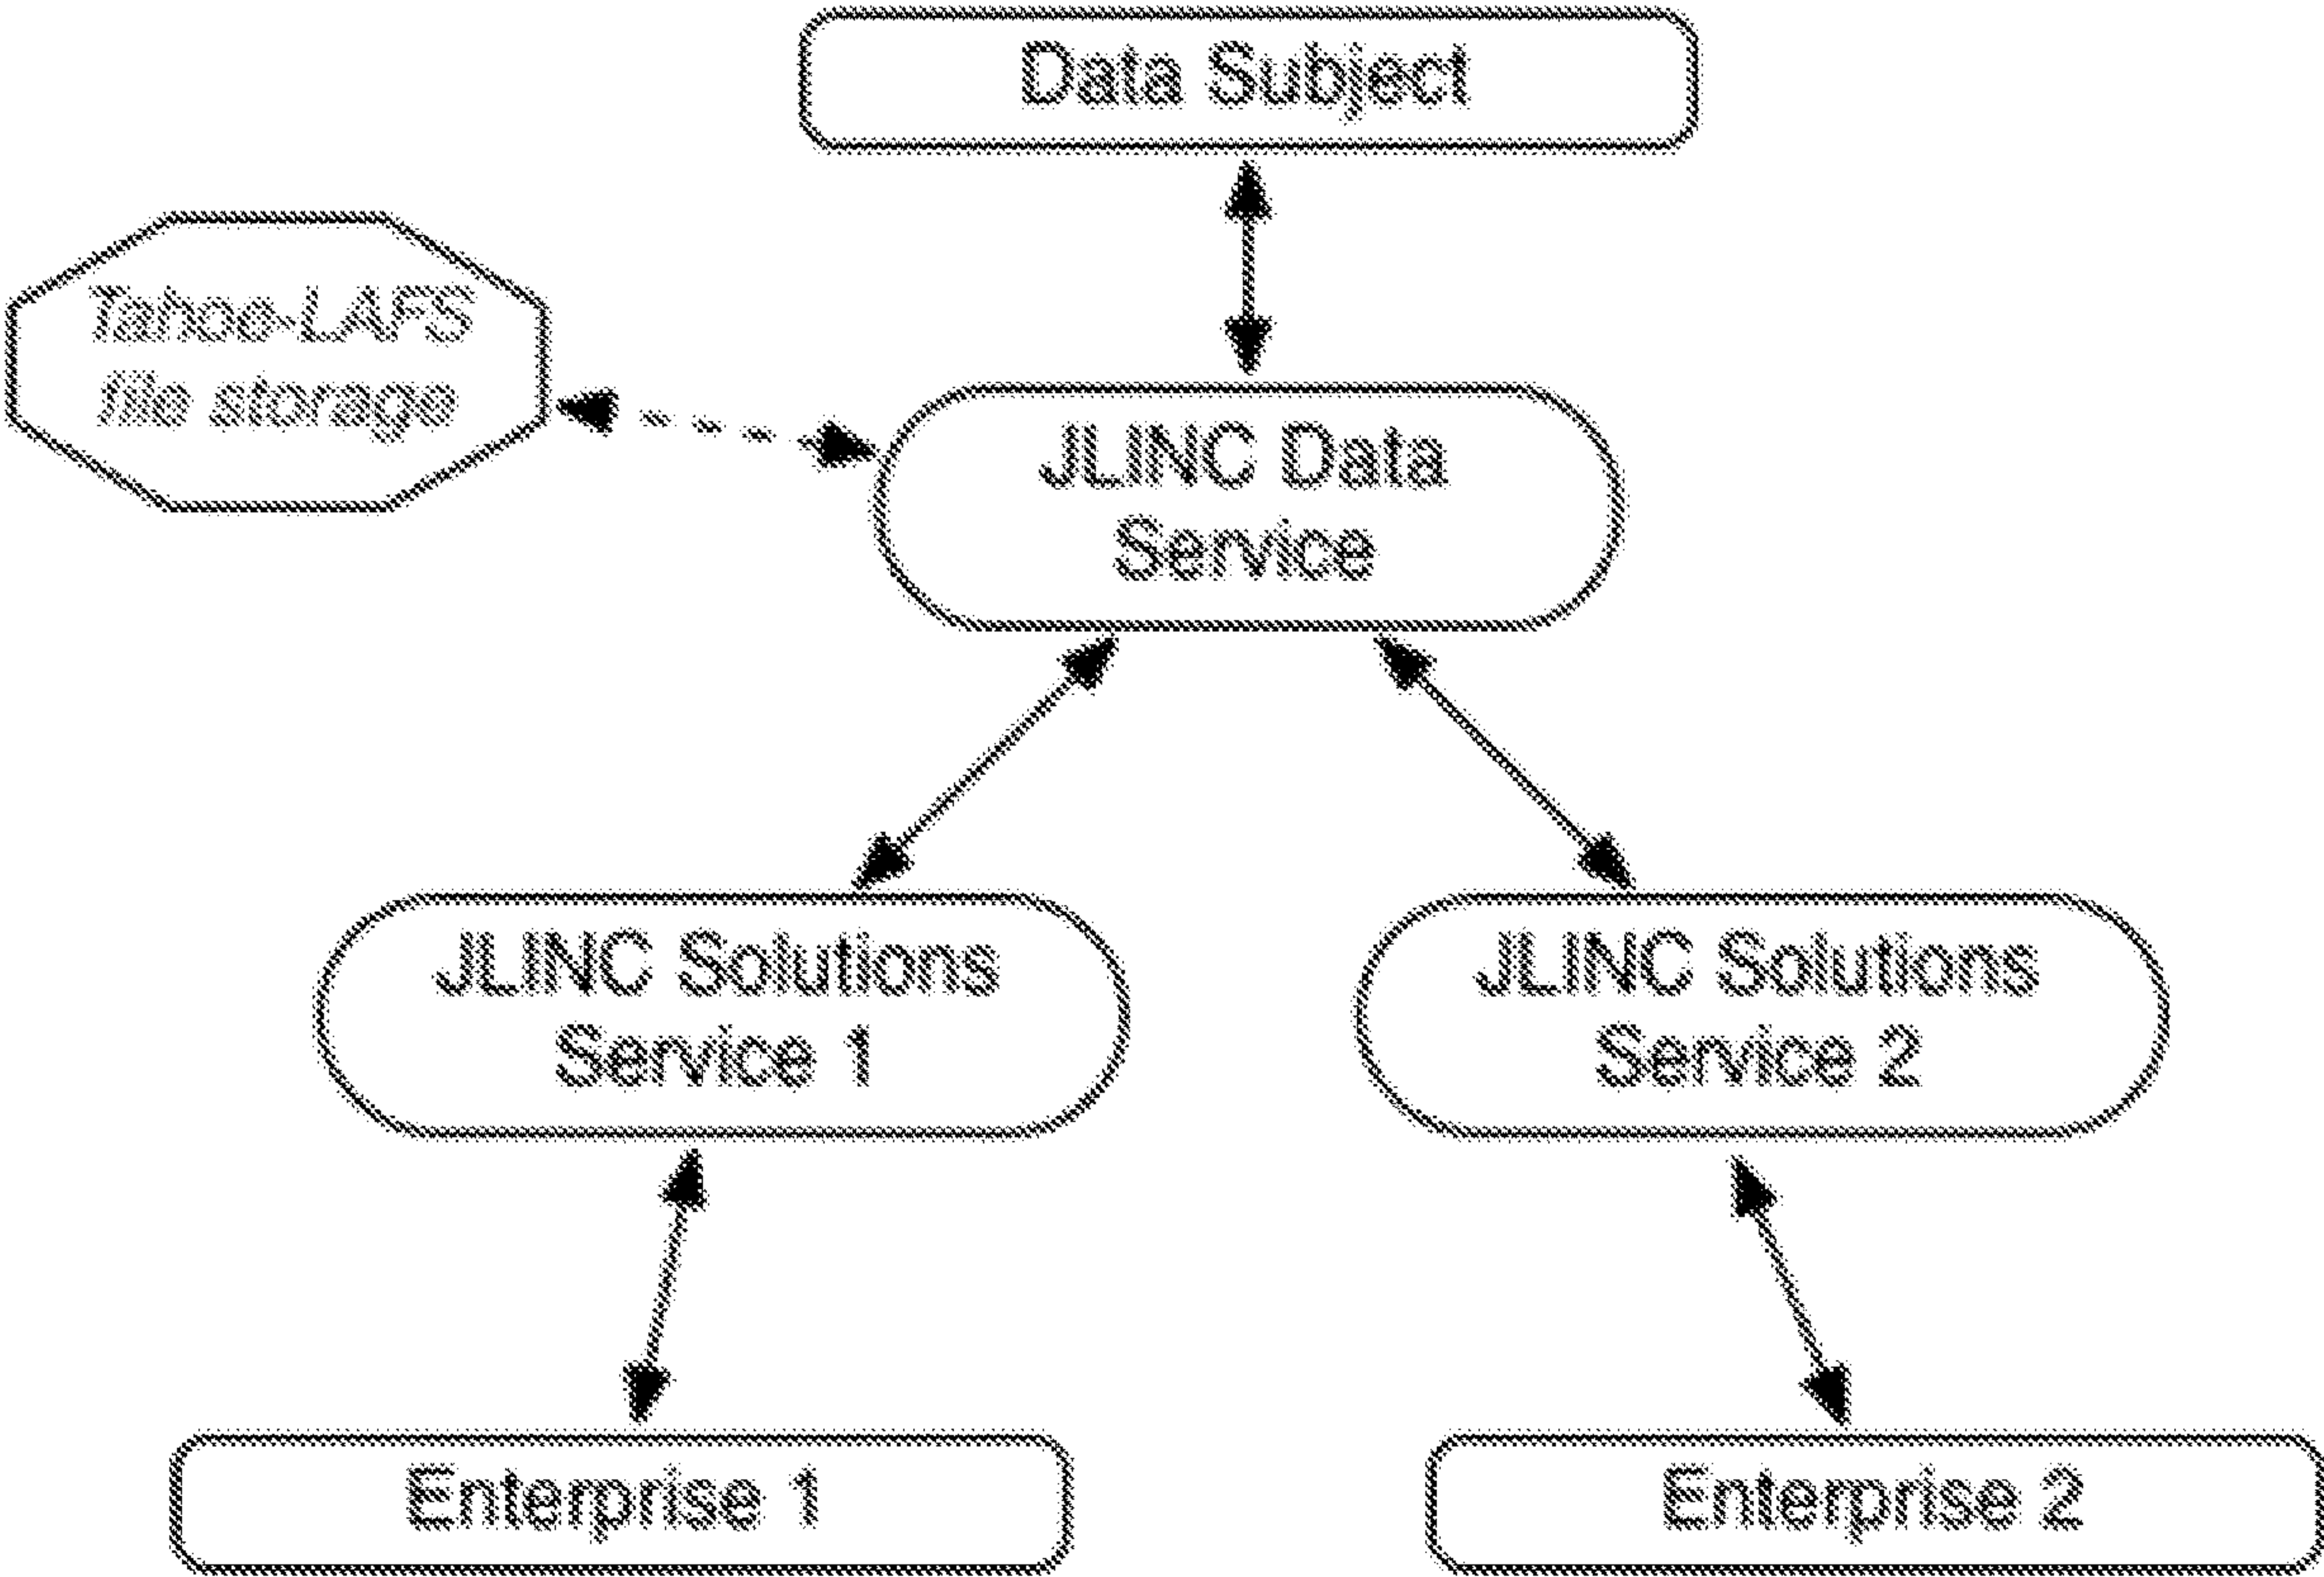 Data Subject
Tahoe-LAFS
file storage
JLINC Data
Service
JLINC Solutions
Service 1
JLINC Solutions
Service 2
Enterprise 1
Enterprise 2